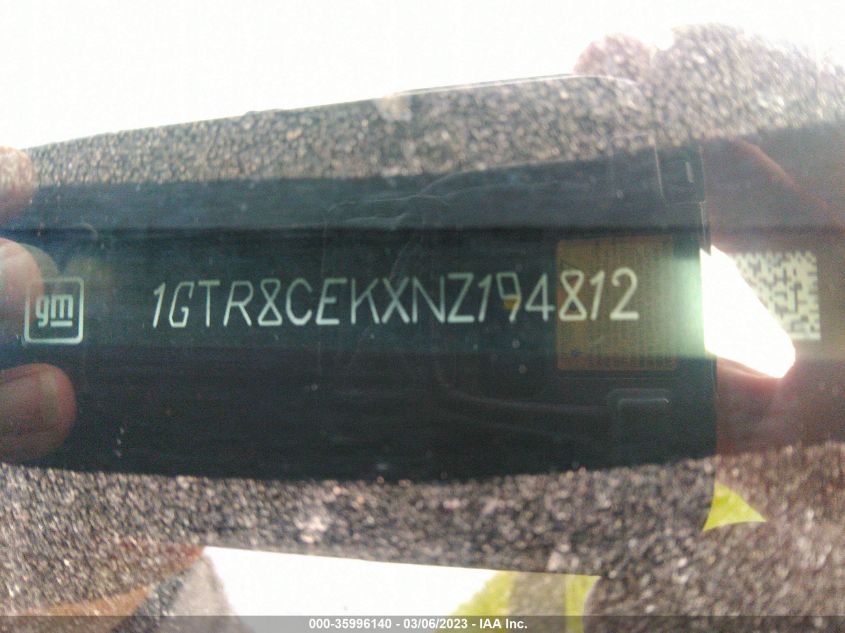 gm
1GTR8CEKXNZ194812
000-35996140 - 03/06/2023 - IAA Inc.